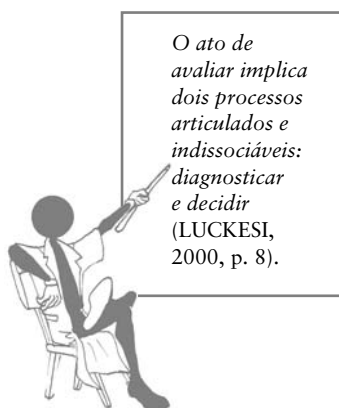 O ato de
avaliar implica
dois processos
articulados e
indissociáveis:
diagnosticar
e decidir
(LUCKESI,
2000, p. 8).